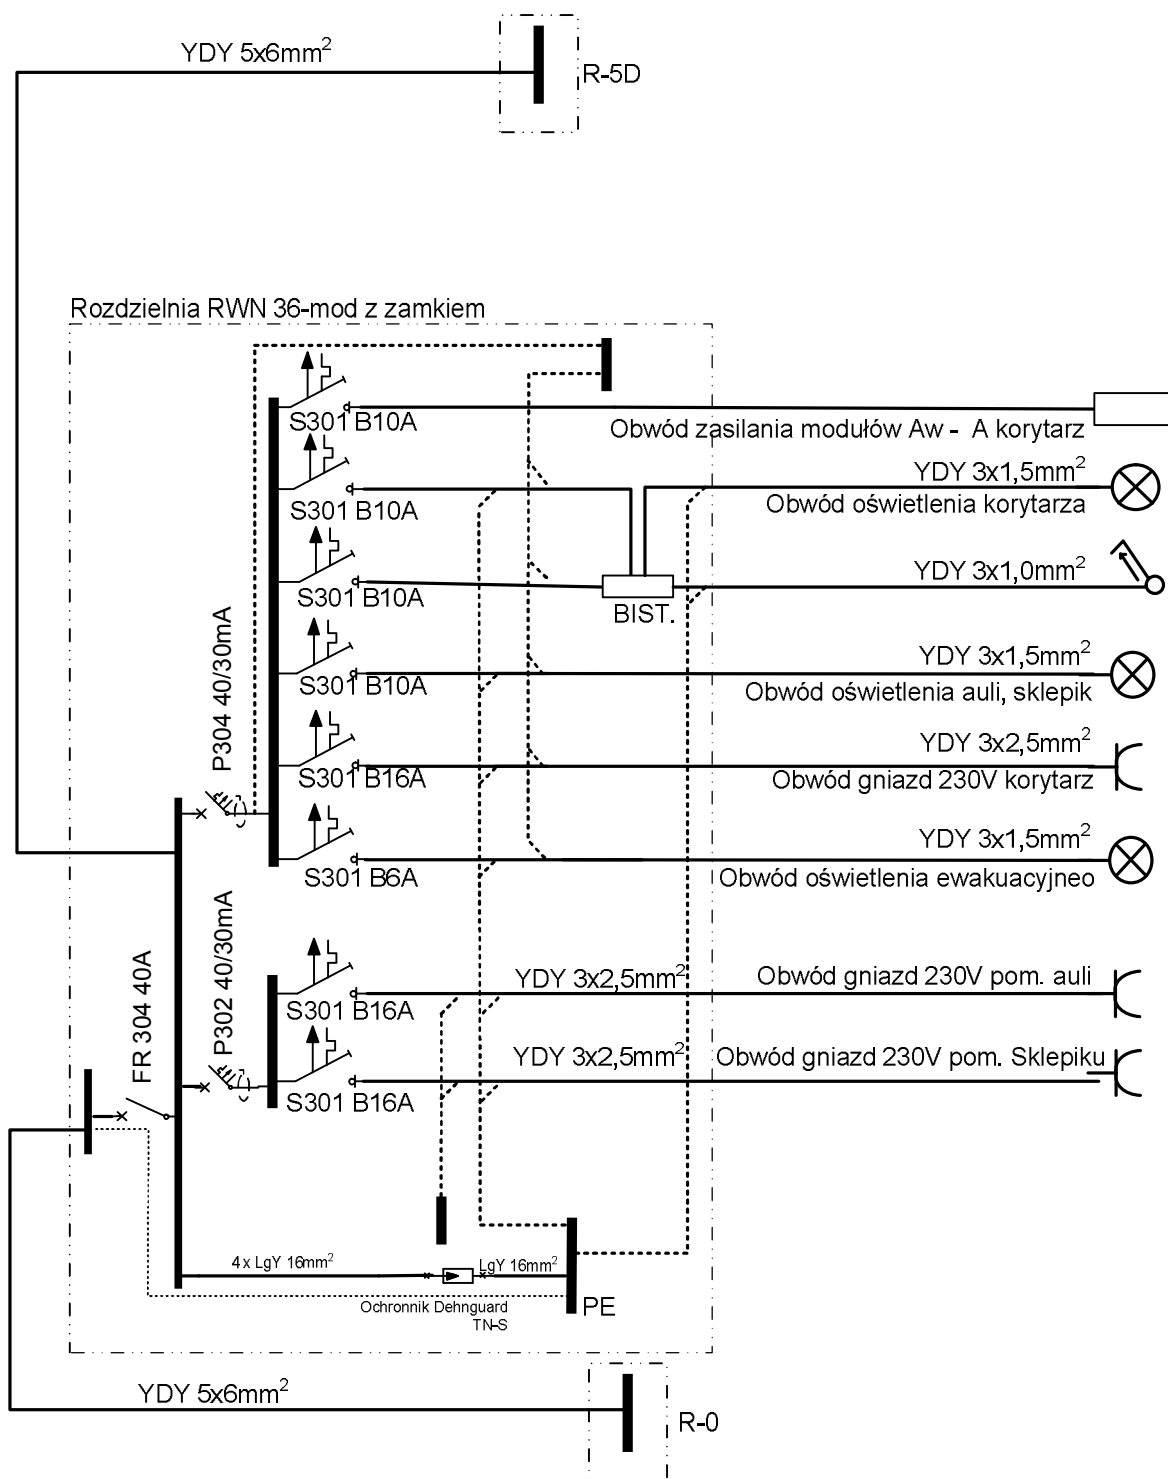 YDY 5x6mm²
R-5D
Rozdzielnia RWN 36-mod z zamkiem
S301 B10A
Obwód zasilania modułów Aw - A korytarz
YDY 3x1,5mm²
S301 B10A
Obwód oświetlenia korytarza
YDY 3x1,0mm²
S301 B10A
BIST.
P304 40/30mA
YDY 3x1,5mm²
S301 B10A
Obwód oświetlenia auli, sklepik
YDY 3x2,5mm²
S301 B16A
Obwód gniazd 230V korytarz
YDY 3x1,5mm²
S301 B6A
Obwód oświetlenia ewakuacyjneo
FR 304 40A
P302 40/30mA
YDY 3x2,5mm²
Obwód gniazd 230V pom. auli
S301 B16A
YDY 3x2,5mm²
Obwód gniazd 230V pom. Sklepiku
S301 B16A
4x LgY 16mm²
LgY 16mm²
Ochronnik Dehnguard
TN-S
PE
YDY 5x6mm²
R-0